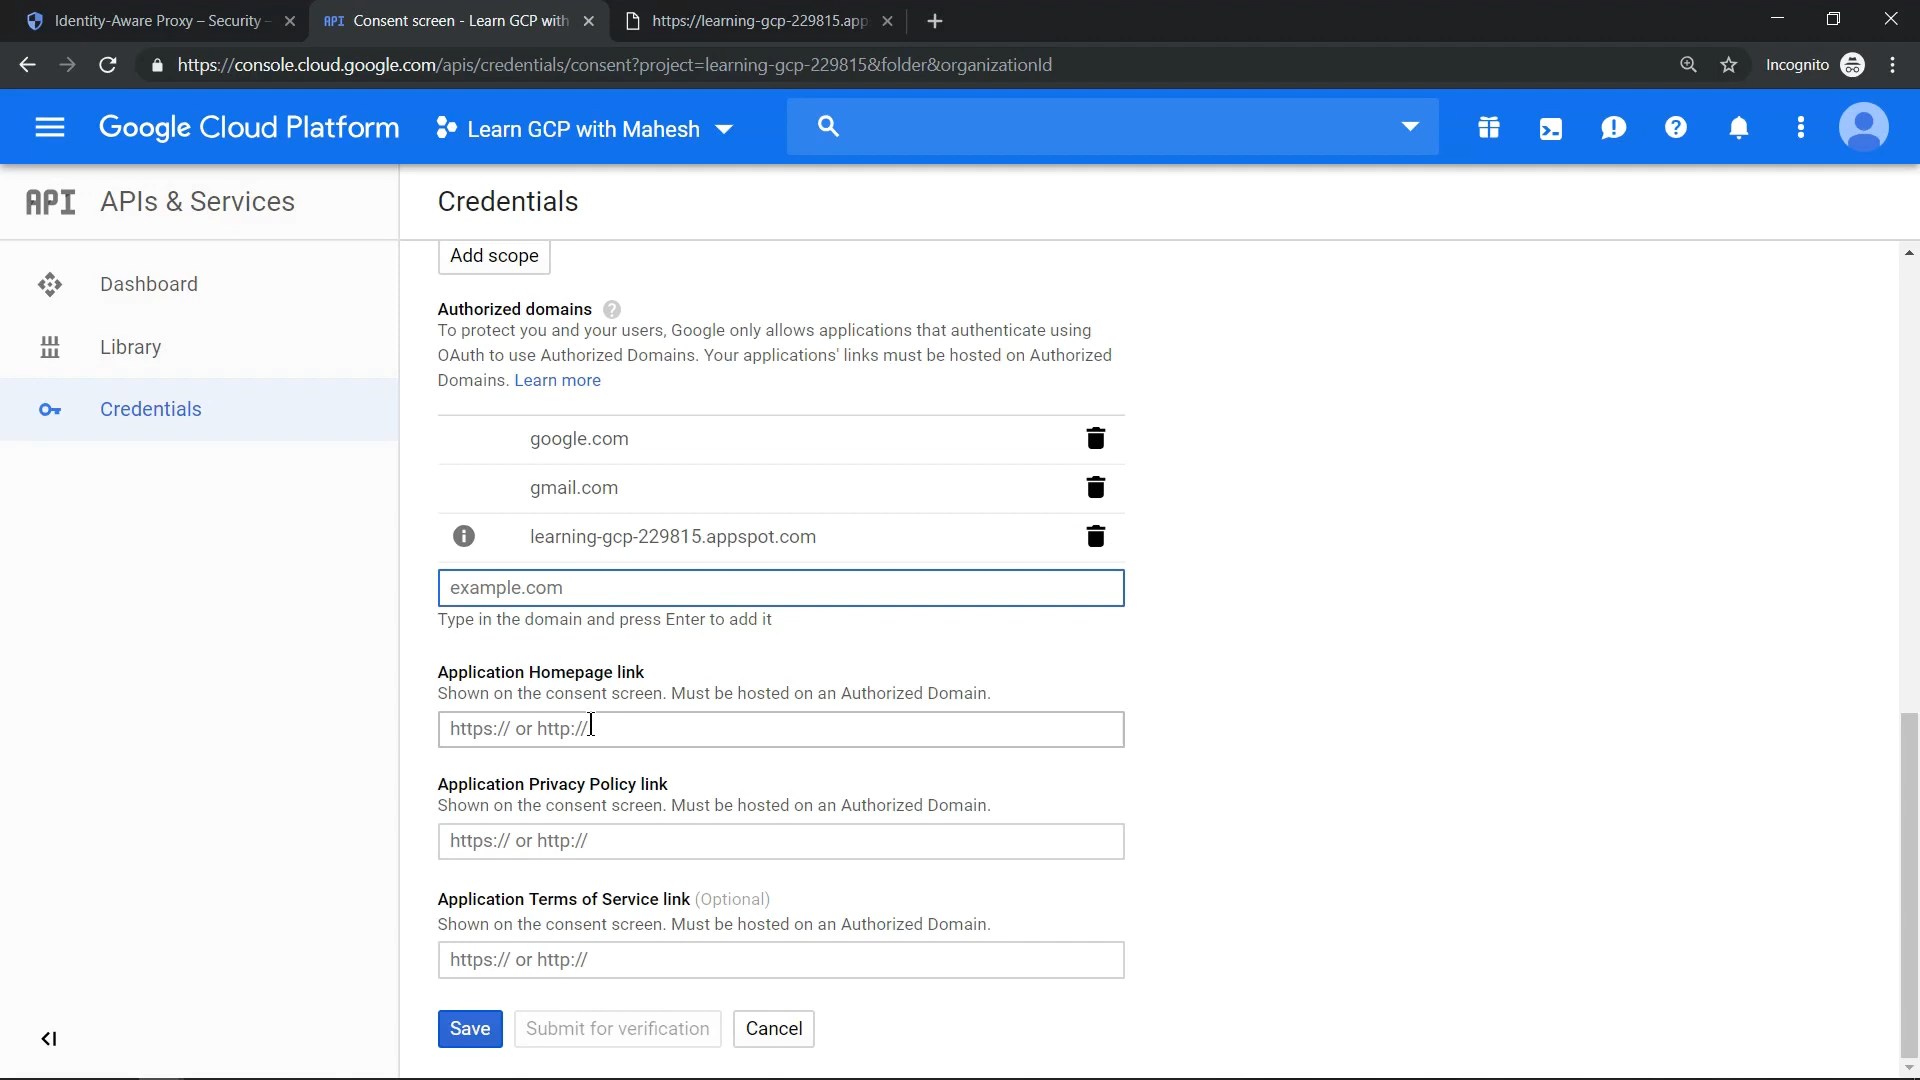 Identity-Aware Proxy – Security -
API Consent screen - Learn GCP with
https://learning-gcp-229815.app
https://console.cloud.google.com/apis/credentials/consent?project=learning-gcp-229815&folder&organizationId
Incognito
Google Cloud Platform
Learn GCP with Mahesh
API APIs & Services
Credentials
Dashboard
Library
Credentials
Add scope
Authorized domains ?
To protect you and your users, Google only allows applications that authenticate using
OAuth to use Authorized Domains. Your applications' links must be hosted on Authorized
Domains. Learn more
google.com
gmail.com
learning-gcp-229815.appspot.com
example.com
Type in the domain and press Enter to add it
Application Homepage link
Shown on the consent screen. Must be hosted on an Authorized Domain.
https:// or http://
Application Privacy Policy link
Shown on the consent screen. Must be hosted on an Authorized Domain.
https:// or http://
Application Terms of Service link (Optional)
Shown on the consent screen. Must be hosted on an Authorized Domain.
https:// or http://
Save
Submit for verification
Cancel